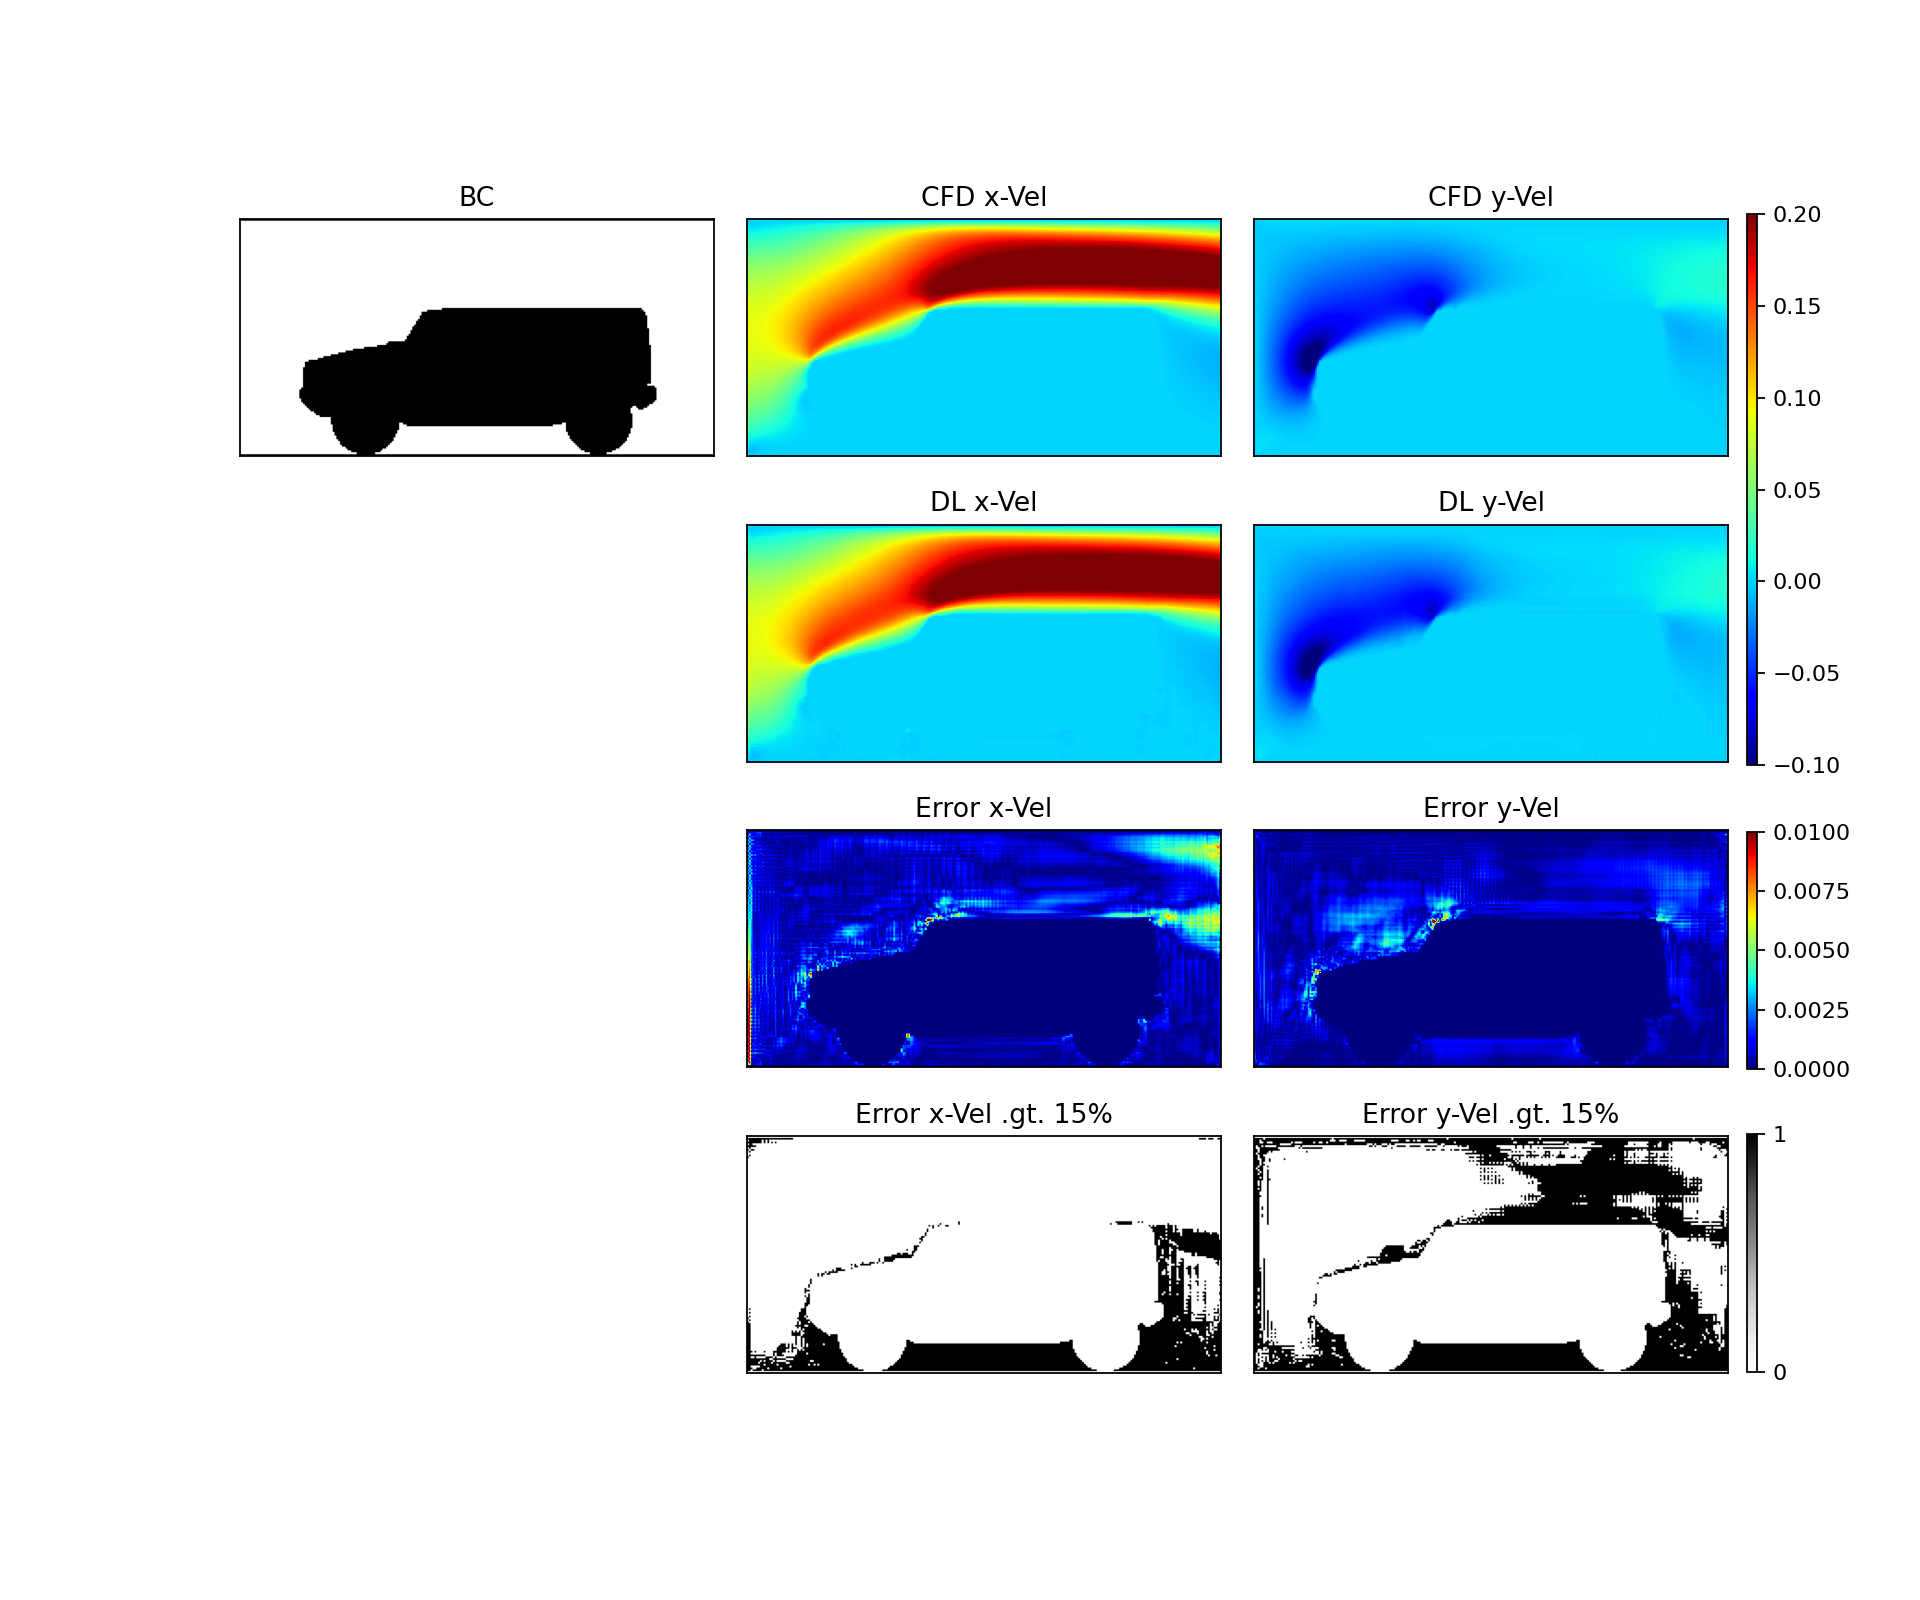 BC
CFD x-Vel
CFD y-Vel
0.20
0.15
0.10
0.05
0.00
−0.05
−0.10
DL x-Vel
DL y-Vel
Error x-Vel
Error y-Vel
0.0100
0.0075
0.0050
0.0025
0.0000
Error x-Vel .gt. 15%
Error y-Vel .gt. 15%
1
0